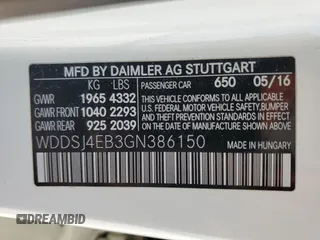 MFD BY DAIMLER AG STUTTGART
KG LBS PASSENGER CAR 650 05/16
GVWR 1965 4332
GAWR FRONT 1040 2293
GAWR REAR 925 2039
THIS VEHICLE CONFORMS TO ALL APPLICABLE
U.S. FEDERAL MOTOR VEHICLE SAFETY,
BUMPER, AND THEFT PREVENTION STANDARDS
IN EFFECT ON THE DATE OF MANUFACTURE
SHOWN ABOVE.
WDDSJ4EB3GN386150
MADE IN HUNGARY
© DREAMBID
DREAMBID.COM